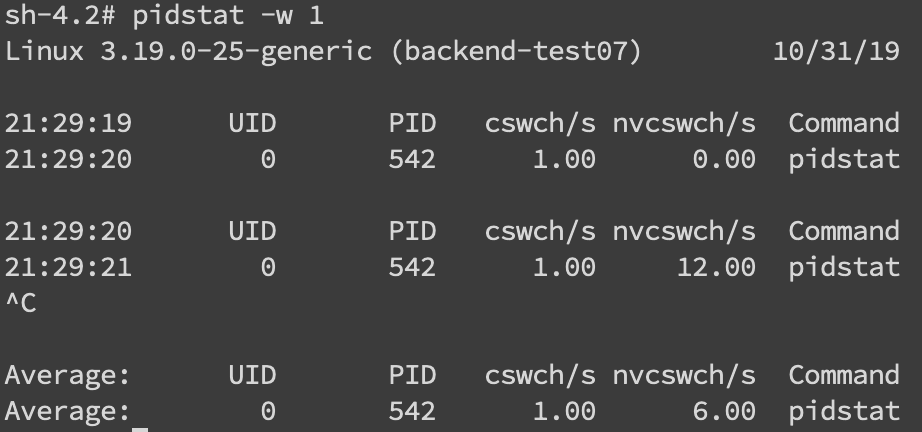 sh-4.2# pidstat -w 1
Linux 3.19.0-25-generic (backend-test07) 10/31/19
21:29:19 UID PID cswch/s nvcswch/s Command
21:29:20 0 542 1.00 0.00 pidstat
21:29:20 UID PID cswch/s nvcswch/s Command
21:29:21 0 542 1.00 12.00 pidstat
^C
Average: UID PID cswch/s nvcswch/s Command
Average: 0 542 1.00 6.00 pidstat